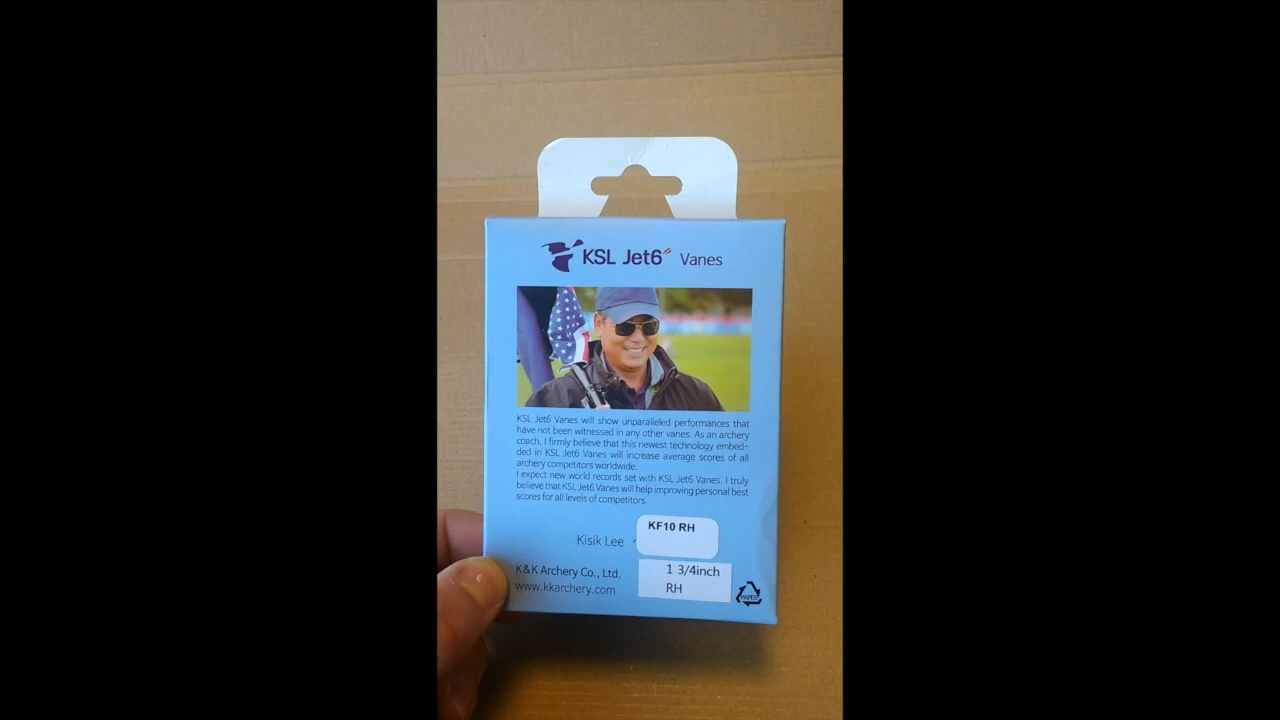 KSL Jet6 Vanes
KSL Jet6 Vanes will show unparalleled performances that
have not been witnessed in any other vanes. As an archery
coach, I firmly believe that this newest technology embed-
ded in KSL Jet6 Vanes will increase average scores of all
archery competitors worldwide.
I expect new world records set with KSL Jet6 Vanes. I truly
believe that KSL Jet6 Vanes will help improving personal best
scores for all levels of competitors.
Kisik Lee
KF10 RH
K&K Archery Co., Ltd.
www.kkarchery.com
1 3/4inch
RH
PAPER